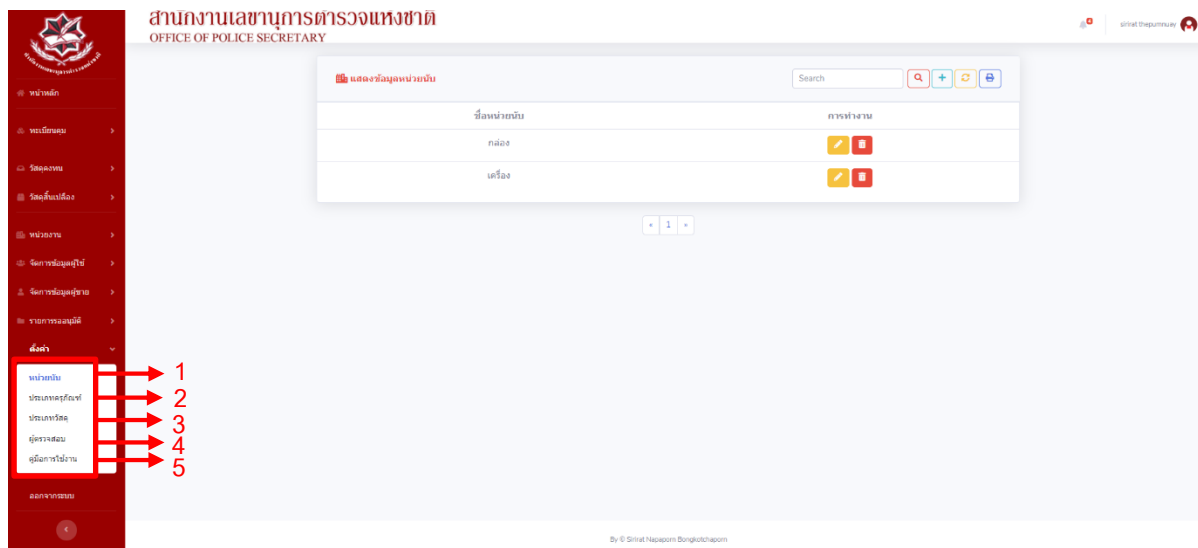 สำนักงานเลขานุการตำรวจแห่งชาติ
OFFICE OF POLICE SECRETARY
0
sirirat thepumnuay
หน้าหลัก
ทะเบียนคุม
วัสดุคงทน
วัสดุสิ้นเปลือง
หน่วยงาน
จัดการข้อมูลผู้ใช้
จัดการข้อมูลผู้ขาย
รายการรออนุมัติ
ตั้งค่า
หน่วยนับ
ประเภทครุภัณฑ์
ประเภทวัสดุ
ผู้ตรวจสอบ
คู่มือการใช้งาน
ออกจากระบบ
1
2
3
4
5
แสดงข้อมูลหน่วยนับ
Search
ชื่อหน่วยนับ การทำงาน
กล่อง
เครื่อง
« 1 »
By © Sirirat Napaporn Bongkotchaporn